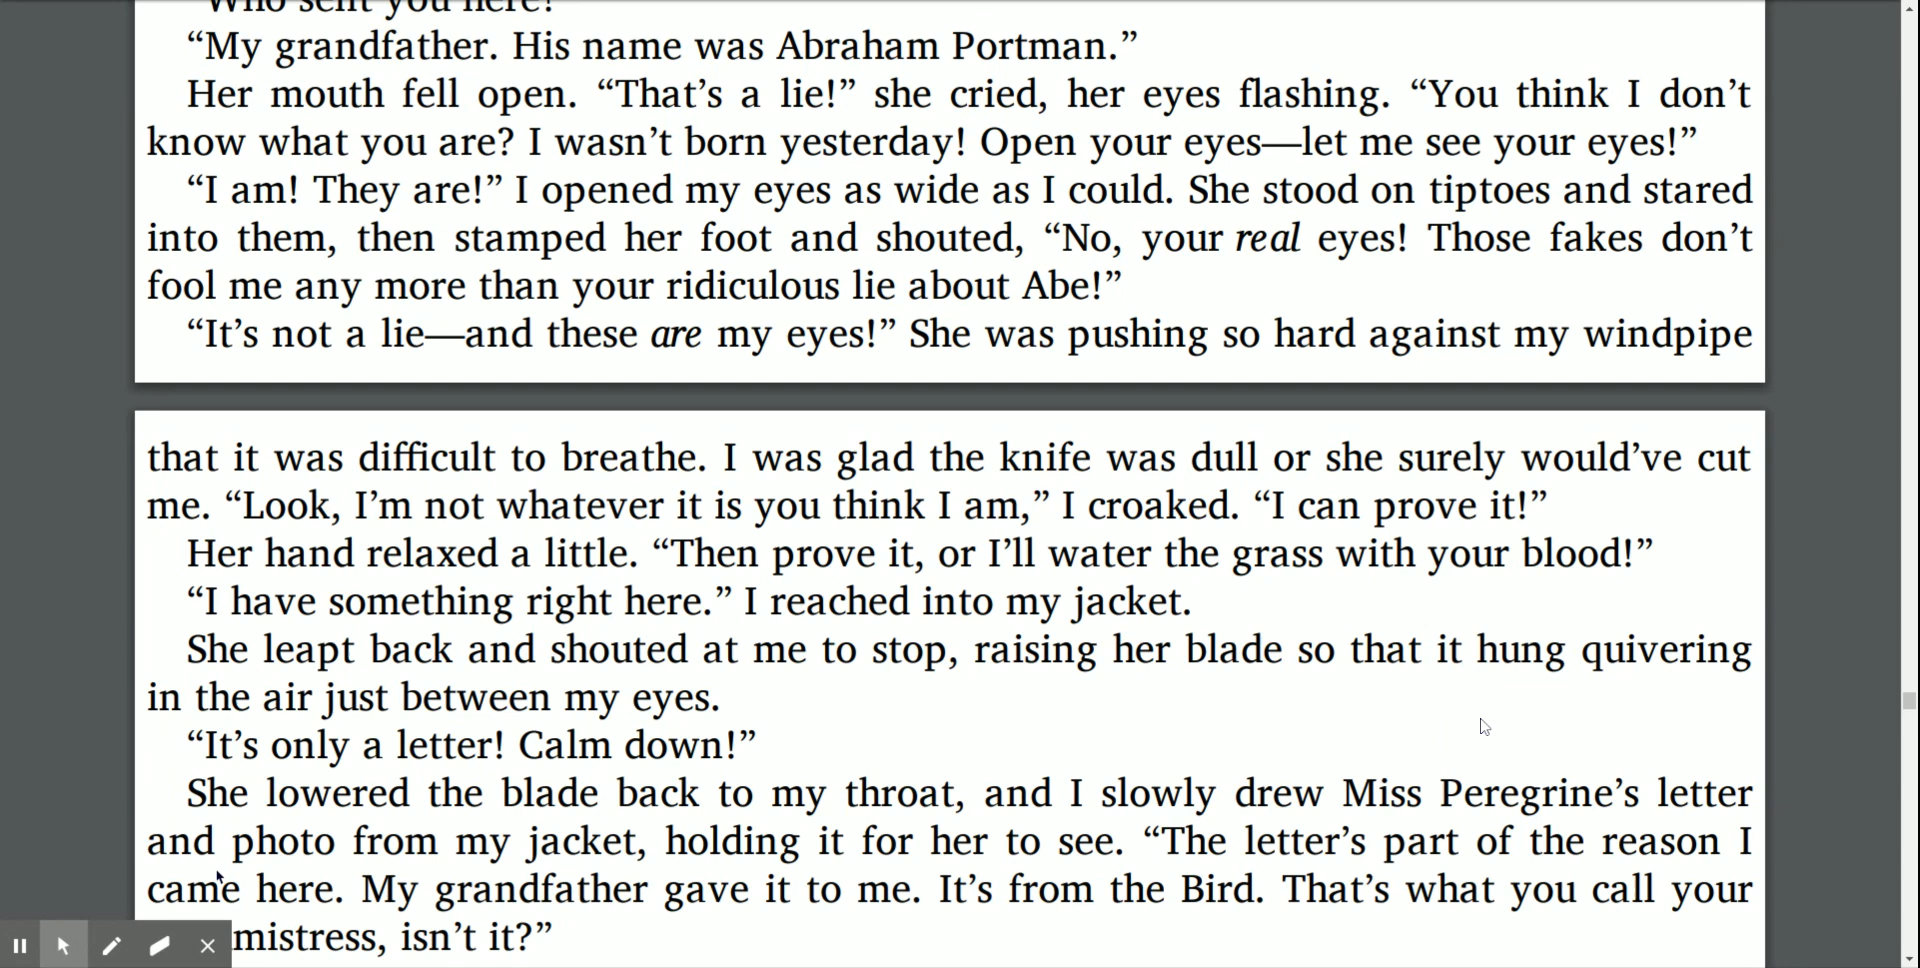 "Who sent you here?"
“My grandfather. His name was Abraham Portman.”
Her mouth fell open. “That’s a lie!” she cried, her eyes flashing. “You think I don’t
know what you are? I wasn’t born yesterday! Open your eyes—let me see your eyes!”
“I am! They are!” I opened my eyes as wide as I could. She stood on tiptoes and stared
into them, then stamped her foot and shouted, “No, your real eyes! Those fakes don’t
fool me any more than your ridiculous lie about Abe!”
“It’s not a lie—and these are my eyes!” She was pushing so hard against my windpipe
that it was difficult to breathe. I was glad the knife was dull or she surely would’ve cut
me. “Look, I’m not whatever it is you think I am,” I croaked. “I can prove it!”
Her hand relaxed a little. “Then prove it, or I’ll water the grass with your blood!”
“I have something right here.” I reached into my jacket.
She leapt back and shouted at me to stop, raising her blade so that it hung quivering
in the air just between my eyes.
“It’s only a letter! Calm down!”
She lowered the blade back to my throat, and I slowly drew Miss Peregrine’s letter
and photo from my jacket, holding it for her to see. “The letter’s part of the reason I
came here. My grandfather gave it to me. It’s from the Bird. That’s what you call your
mistress, isn’t it?”